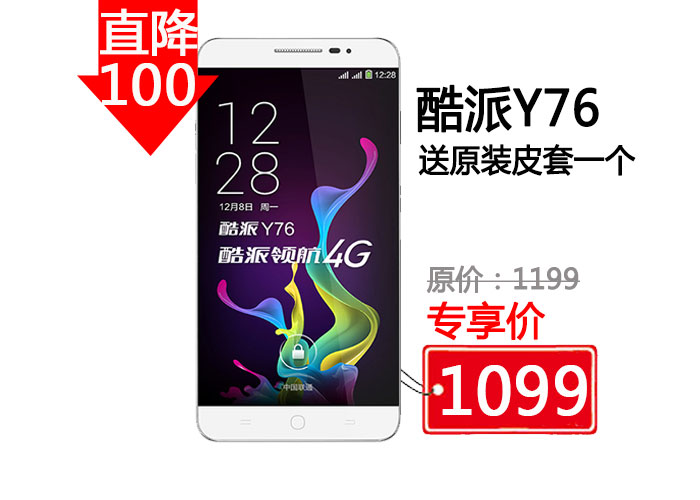 直降
100
12:28
12
28
12月8日 周一
酷派 Y76
酷派领航4G
中国联通
酷派Y76
送原装皮套一个
原价：1199
专享价
1099